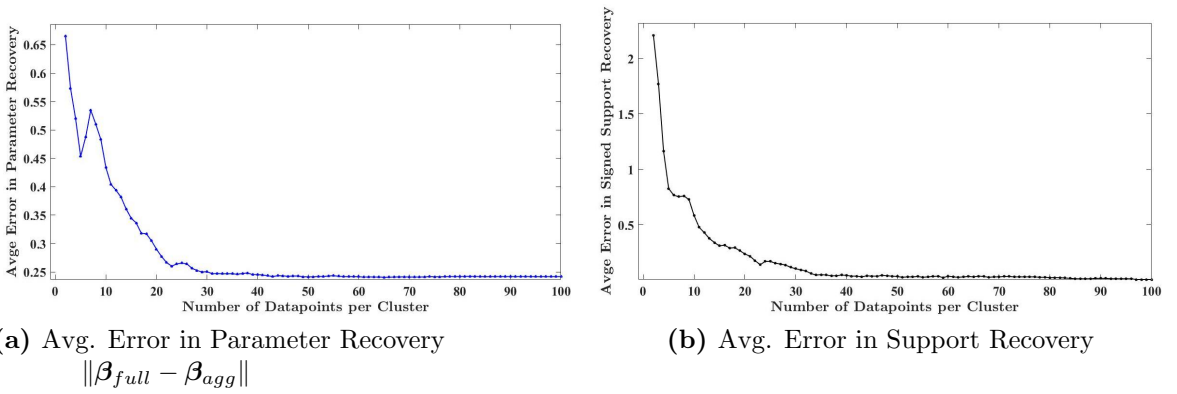 Avge Error in Parameter Recovery
0.65
0.6
0.55
0.5
0.45
0.4
0.35
0.3
0.25
0 10 20 30 40 50 60 70 80 90 100
Number of Datapoints per Cluster
(a) Avg. Error in Parameter Recovery
‖β_full − β_agg‖
Avge Error in Signed Support Recovery
2
1.5
1
0.5
0 10 20 30 40 50 60 70 80 90 100
Number of Datapoints per Cluster
(b) Avg. Error in Support Recovery